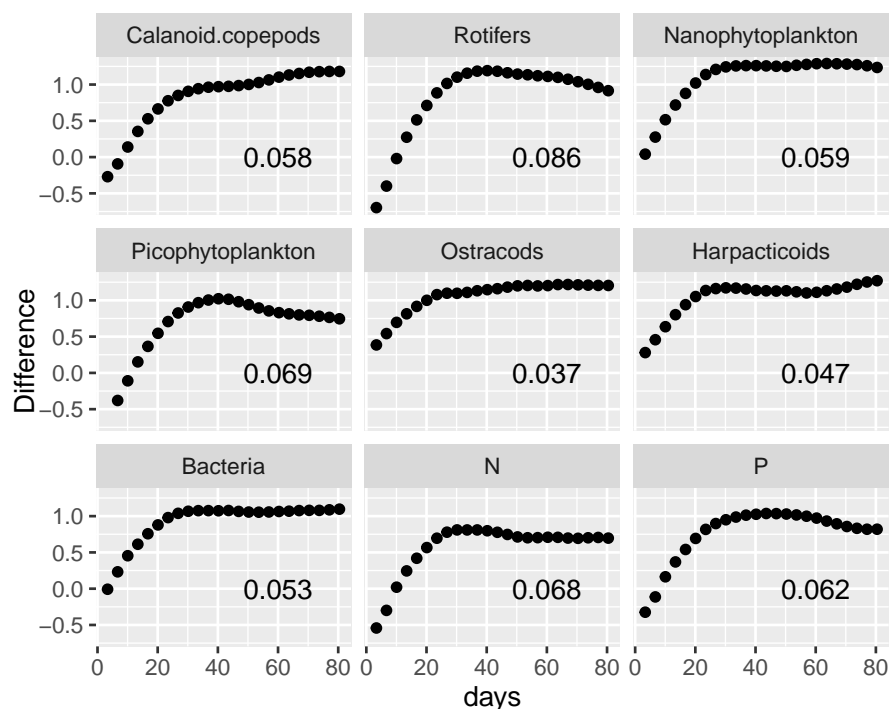 Calanoid.copepods Rotifers Nanophytoplankton
1.0
0.5
0.0
−0.5
0.058 0.086 0.059
Picophytoplankton Ostracods Harpacticoids
1.0
0.5
0.0
−0.5
0.069 0.037 0.047
Difference
Bacteria N P
1.0
0.5
0.0
−0.5
0.053 0.068 0.062
0 20 40 60 80 0 20 40 60 80 0 20 40 60 80
days